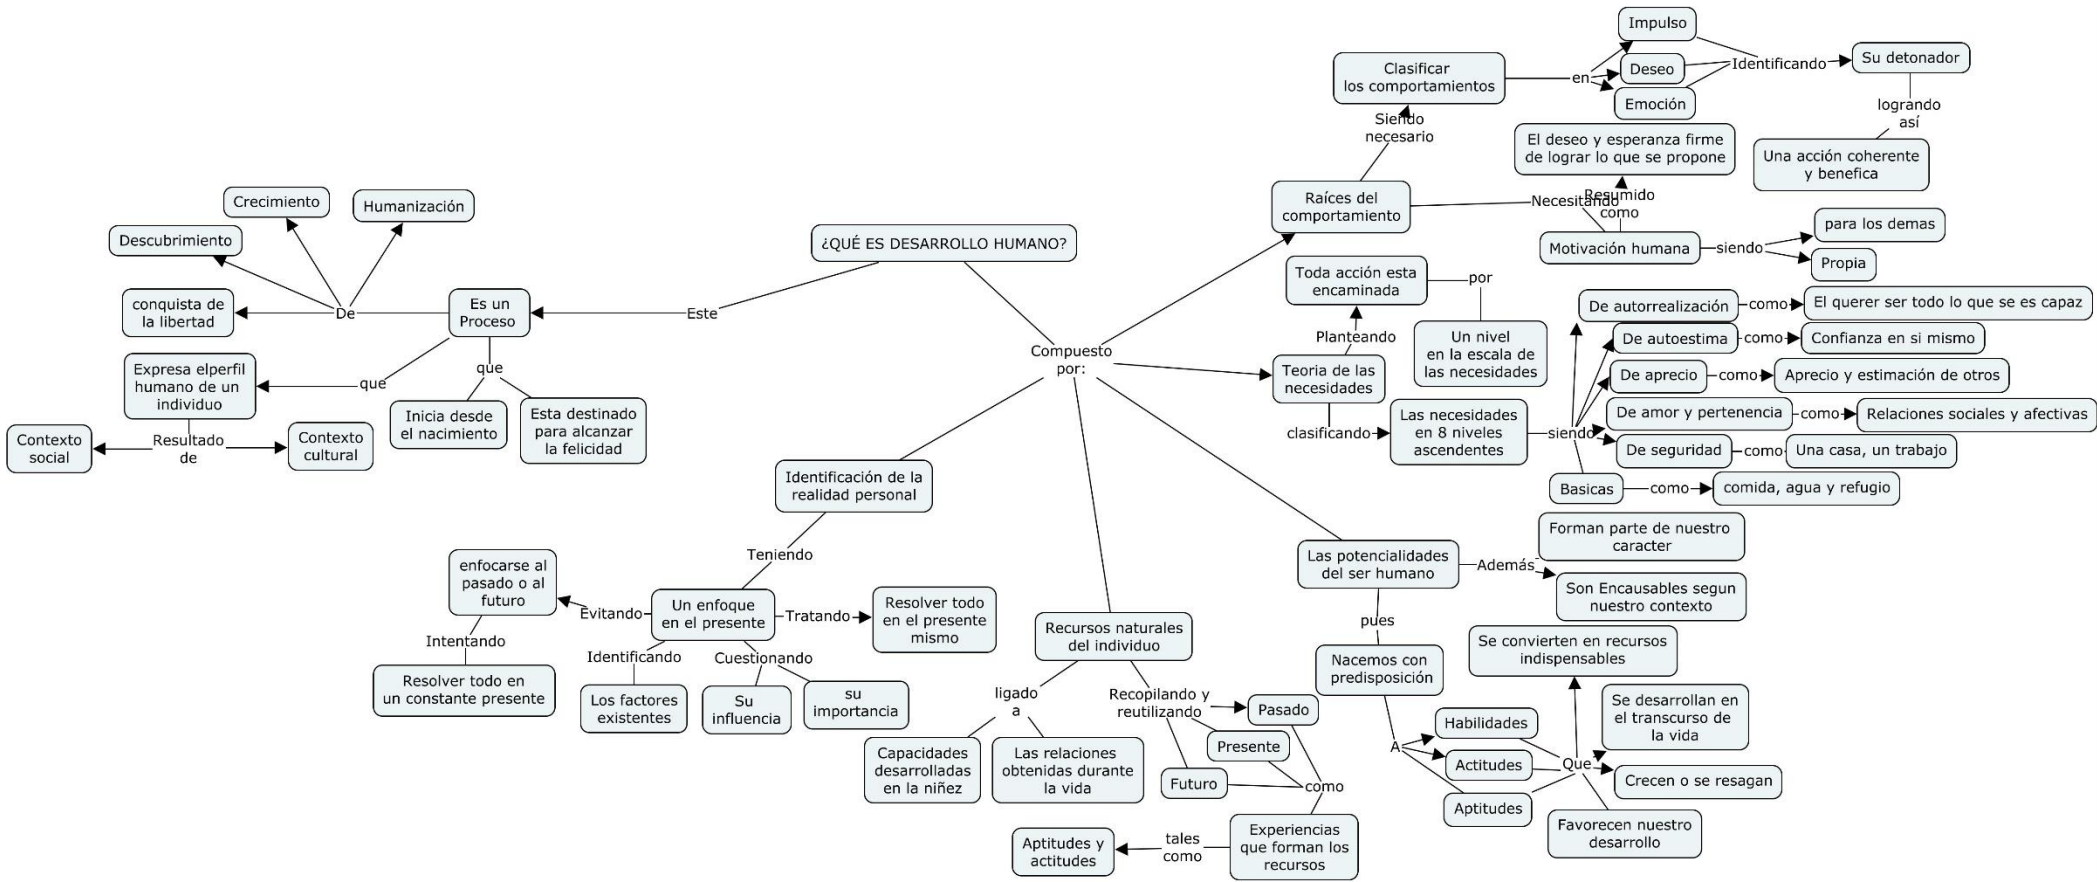 ¿QUÉ ES DESARROLLO HUMANO?
Este
Es un
Proceso
De
Humanización
Crecimiento
Descubrimiento
conquista de
la libertad
que
Expresa elperfil
humano de un
individuo
Resultado
de
Contexto
social
Contexto
cultural
que
Inicia desde
el nacimiento
Esta destinado
para alcanzar
la felicidad
Compuesto
por:
Raíces del
comportamiento
Siendo
necesario
Clasificar
los comportamientos
en
Impulso
Deseo
Emoción
Identificando
Su detonador
logrando
así
Una acción coherente
y benefica
Necesitando
Motivación humana
Resumido
como
El deseo y esperanza firme
de lograr lo que se propone
siendo
para los demas
Propia
Teoria de las
necesidades
Planteando
Toda acción esta
encaminada
por
Un nivel
en la escala de
las necesidades
clasificando
Las necesidades
en 8 niveles
ascendentes
siendo
De autorrealización
como
El querer ser todo lo que se es capaz
De autoestima
como
Confianza en si mismo
De aprecio
como
Aprecio y estimación de otros
De amor y pertenencia
como
Relaciones sociales y afectivas
De seguridad
como
Una casa, un trabajo
Basicas
como
comida, agua y refugio
Las potencialidades
del ser humano
Además
Forman parte de nuestro
caracter
Son Encausables segun
nuestro contexto
pues
Nacemos con
predisposición
A
Habilidades
Actitudes
Aptitudes
Que
Se convierten en recursos
indispensables
Se desarrollan en
el transcurso de
la vida
Crecen o se resagan
Favorecen nuestro
desarrollo
Recursos naturales
del individuo
ligado
a
Capacidades
desarrolladas
en la niñez
Las relaciones
obtenidas durante
la vida
Recopilando y
reutilizando
Pasado
Presente
Futuro
como
Experiencias
que forman los
recursos
tales
como
Aptitudes y
actitudes
Identificación de la
realidad personal
Teniendo
Un enfoque
en el presente
Evitando
enfocarse al
pasado o al
futuro
Intentando
Resolver todo en
un constante presente
Identificando
Los factores
existentes
Cuestionando
Su
influencia
su
importancia
Tratando
Resolver todo
en el presente
mismo